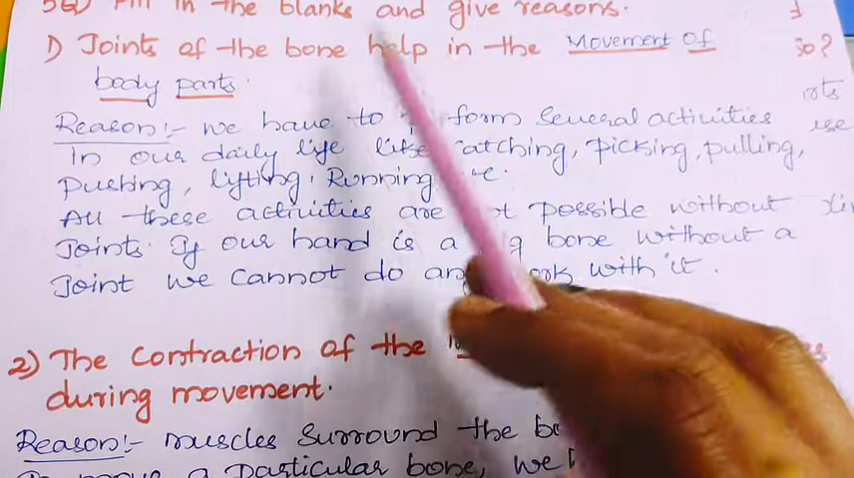 Fill in the blanks and give reasons.
1) Joints of the bone help in the Movement of so?
body parts.
Reason:- we have to form several activities
In our daily life like catching, picking, pulling,
pushing, lifting, Running
All these activities are not possible without
Joints. If our hand is a bone without a
Joint we cannot do any work with it.
2) The contraction of the
during movement.
Reason:- muscles surround the
a particular bone, we